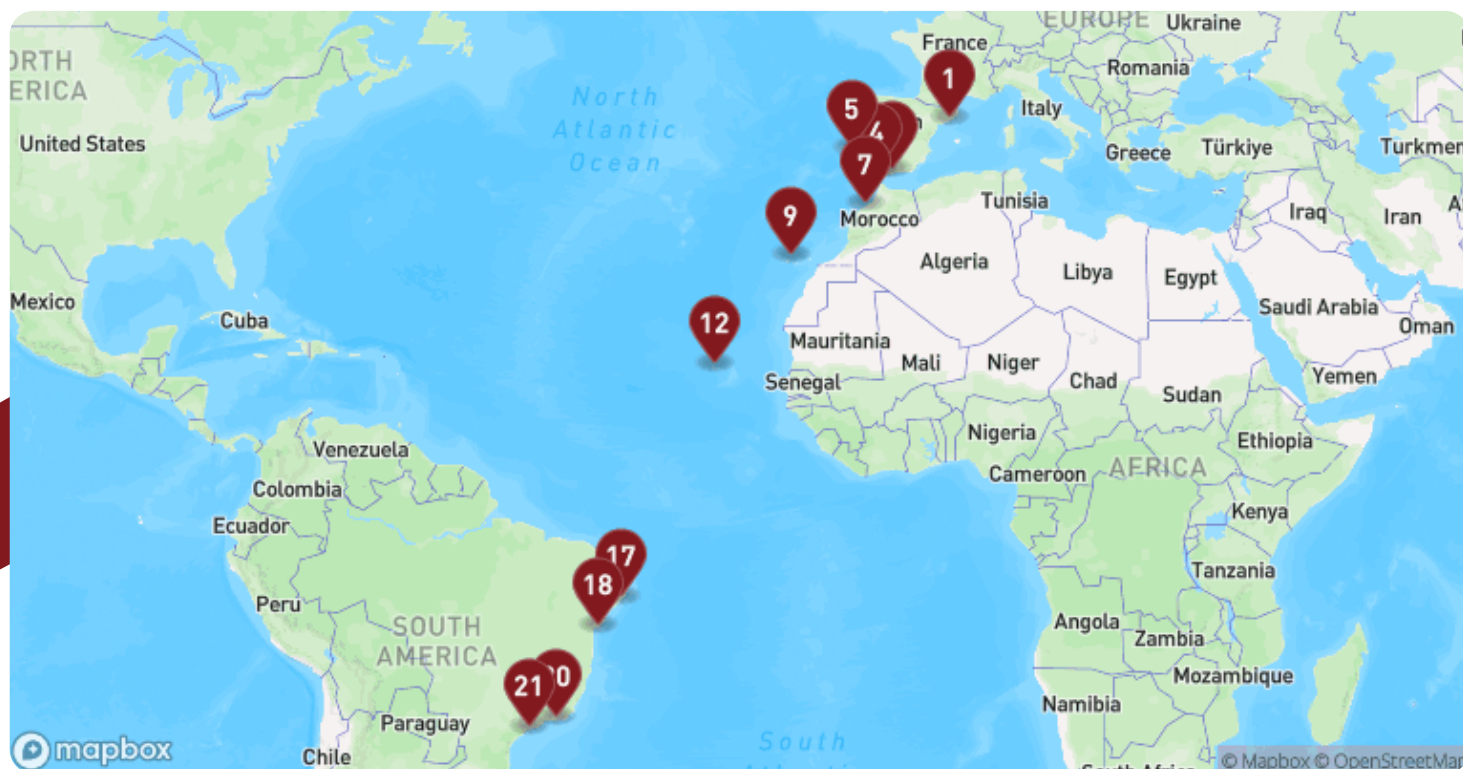 EUROPE
Ukraine
France
ORTH
ERICA
Romania
1
North
Atlantic
Ocean
5
Italy
4
United States
Greece
Türkiye
Turkmen
7
Tunisia
9
Morocco
Iraq
Iran
Algeria
Libya
Egypt
Mexico
Saudi Arabia
Cuba
12
Oman
Mauritania
Mali
Niger
Senegal
Chad
Yemen
Sudan
Nigeria
Ethiopia
Venezuela
Cameroon
AFRICA
Colombia
Ecuador
Kenya
17
Tanzania
18
Peru
Angola
SOUTH
AMERICA
Zambia
Mozambique
20
21
Namibia
Paraguay
South
Chile
mapbox
© Mapbox © OpenStreetMap